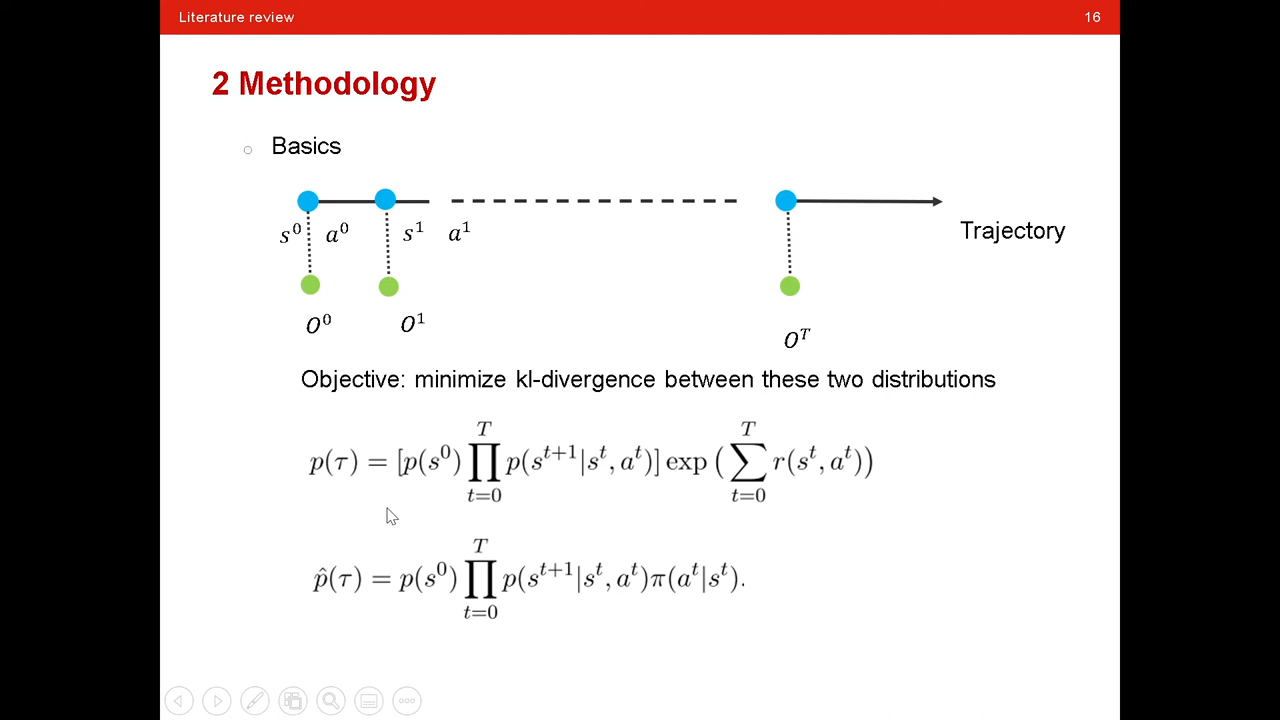 Literature review 16
2 Methodology
Basics
s⁰ a⁰ s¹ a¹
Trajectory
O⁰ O¹ Oᵀ
Objective: minimize kl-divergence between these two distributions
p(τ) = [p(s⁰) ∏_{t=0}^{T} p(s^{t+1}|s^t, a^t)] exp (∑_{t=0}^{T} r(s^t, a^t))
p̂(τ) = p(s⁰) ∏_{t=0}^{T} p(s^{t+1}|s^t, a^t)π(a^t|s^t).